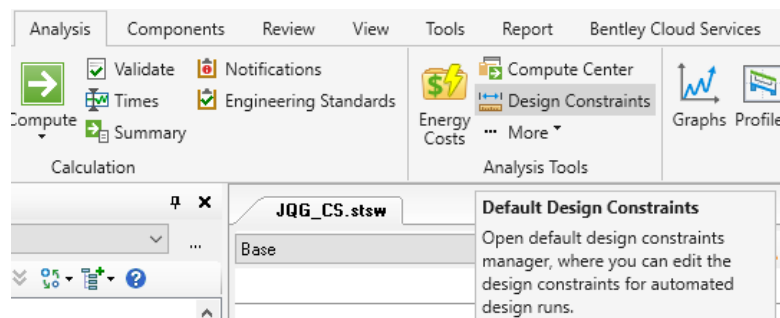 Analysis Components Review View Tools Report Bentley Cloud Services
Validate Notifications Compute Center
Times Engineering Standards Design Constraints
Compute Summary Energy Costs More Graphs Profile
Calculation Analysis Tools
JQG_CS.stsw
...
Base
Default Design Constraints
Open default design constraints
manager, where you can edit the
design constraints for automated
design runs.